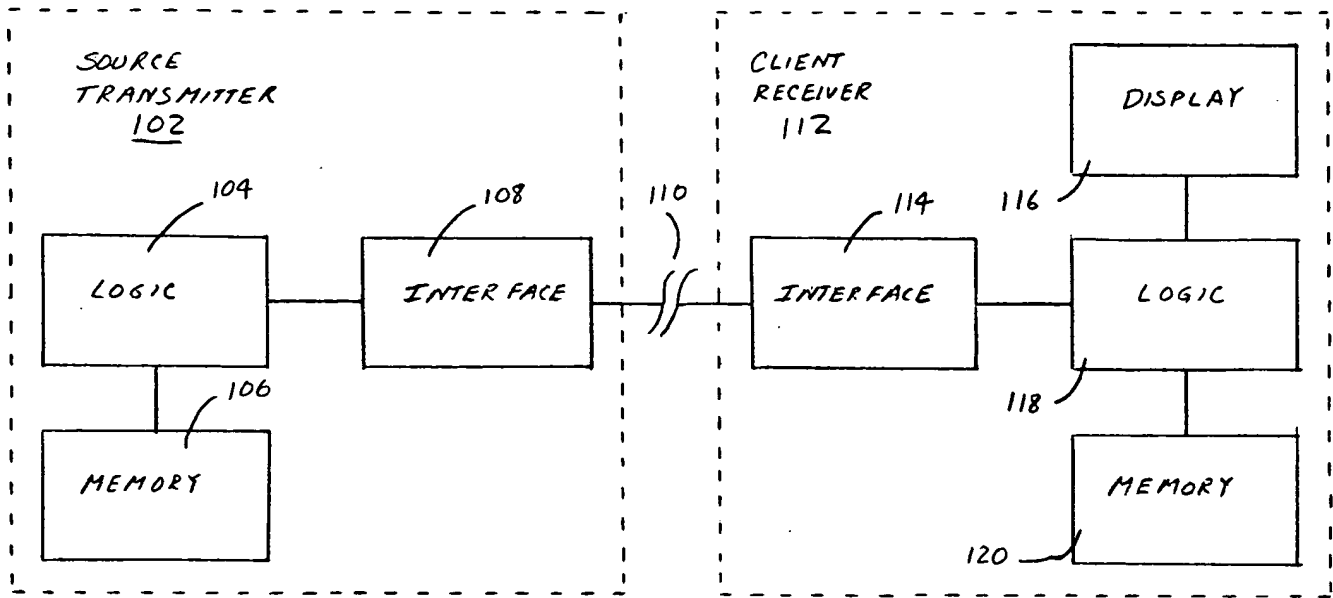 SOURCE
TRANSMITTER
102
104
LOGIC
106
MEMORY
108
INTERFACE
110
CLIENT
RECEIVER
112
114
INTERFACE
DISPLAY
116
LOGIC
118
MEMORY
120